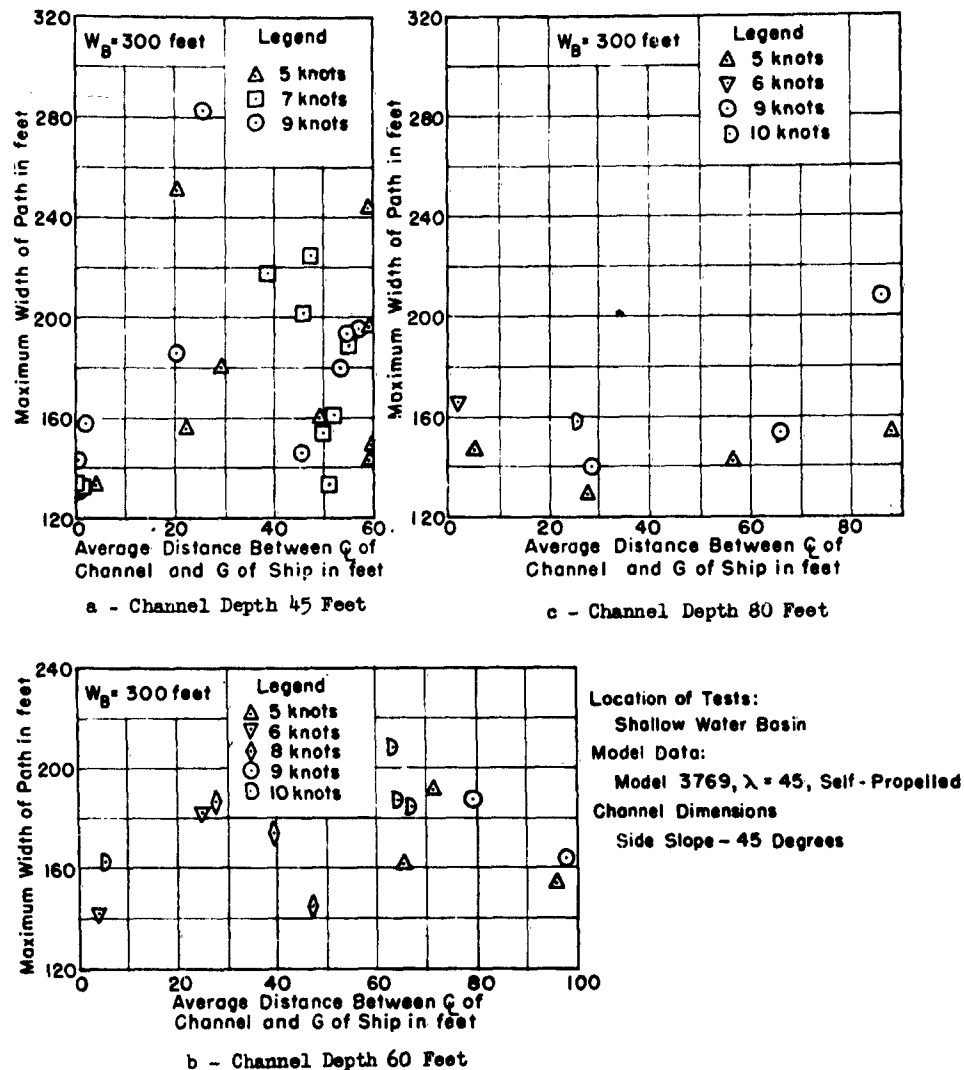 W_B = 300 feet
Legend
5 knots
7 knots
9 knots
320
280
240
200
160
120
0 20 40 60
Maximum Width of Path in feet
Average Distance Between ℄ of
Channel and G of Ship in feet
a - Channel Depth 45 Feet
W_B = 300 feet
Legend
5 knots
6 knots
9 knots
10 knots
320
280
240
200
160
120
0 20 40 60 80
Maximum Width of Path in feet
Average Distance Between ℄ of
Channel and G of Ship in feet
c - Channel Depth 80 Feet
W_B = 300 feet
Legend
5 knots
6 knots
8 knots
9 knots
10 knots
240
200
160
120
0 20 40 60 80 100
Maximum Width of Path in feet
Average Distance Between ℄ of
Channel and G of Ship in feet
b - Channel Depth 60 Feet
Location of Tests:
Shallow Water Basin
Model Data:
Model 3769, λ = 45, Self-Propelled
Channel Dimensions
Side Slope - 45 Degrees